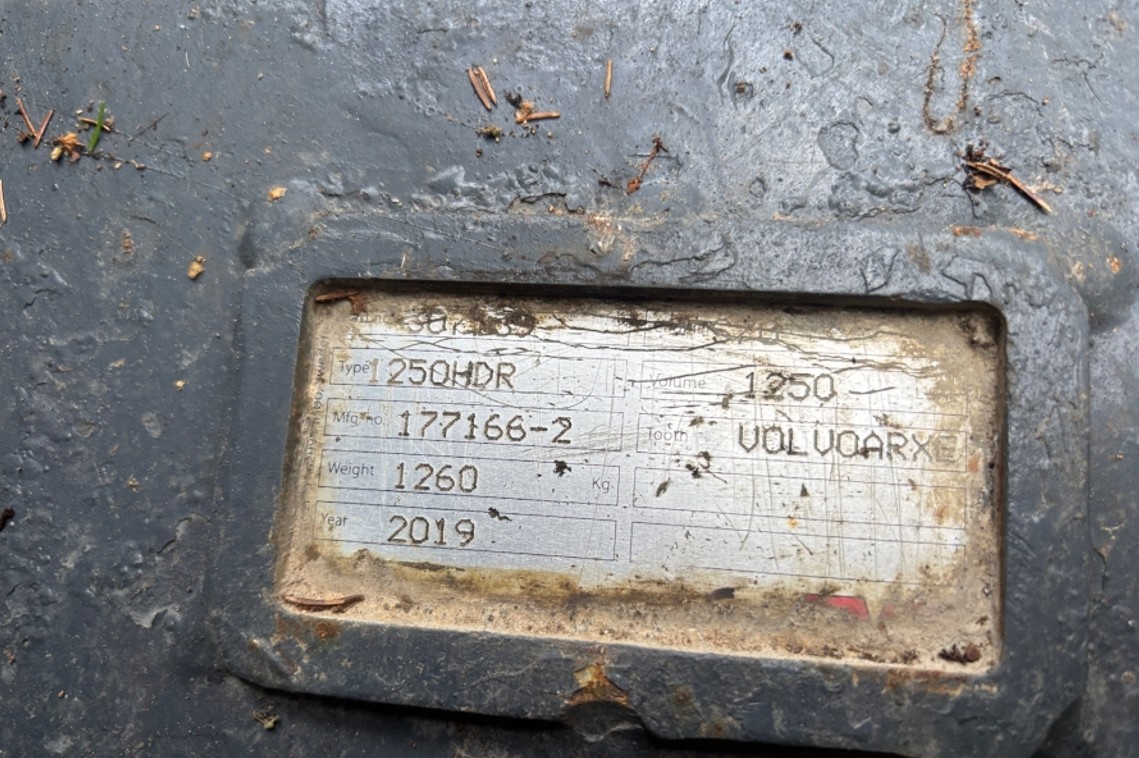 Type 1250HDR
Volume 1250
Mfg no. 177166-2
Tooth VOLVOARXE
Weight 1260 Kg
Year 2019